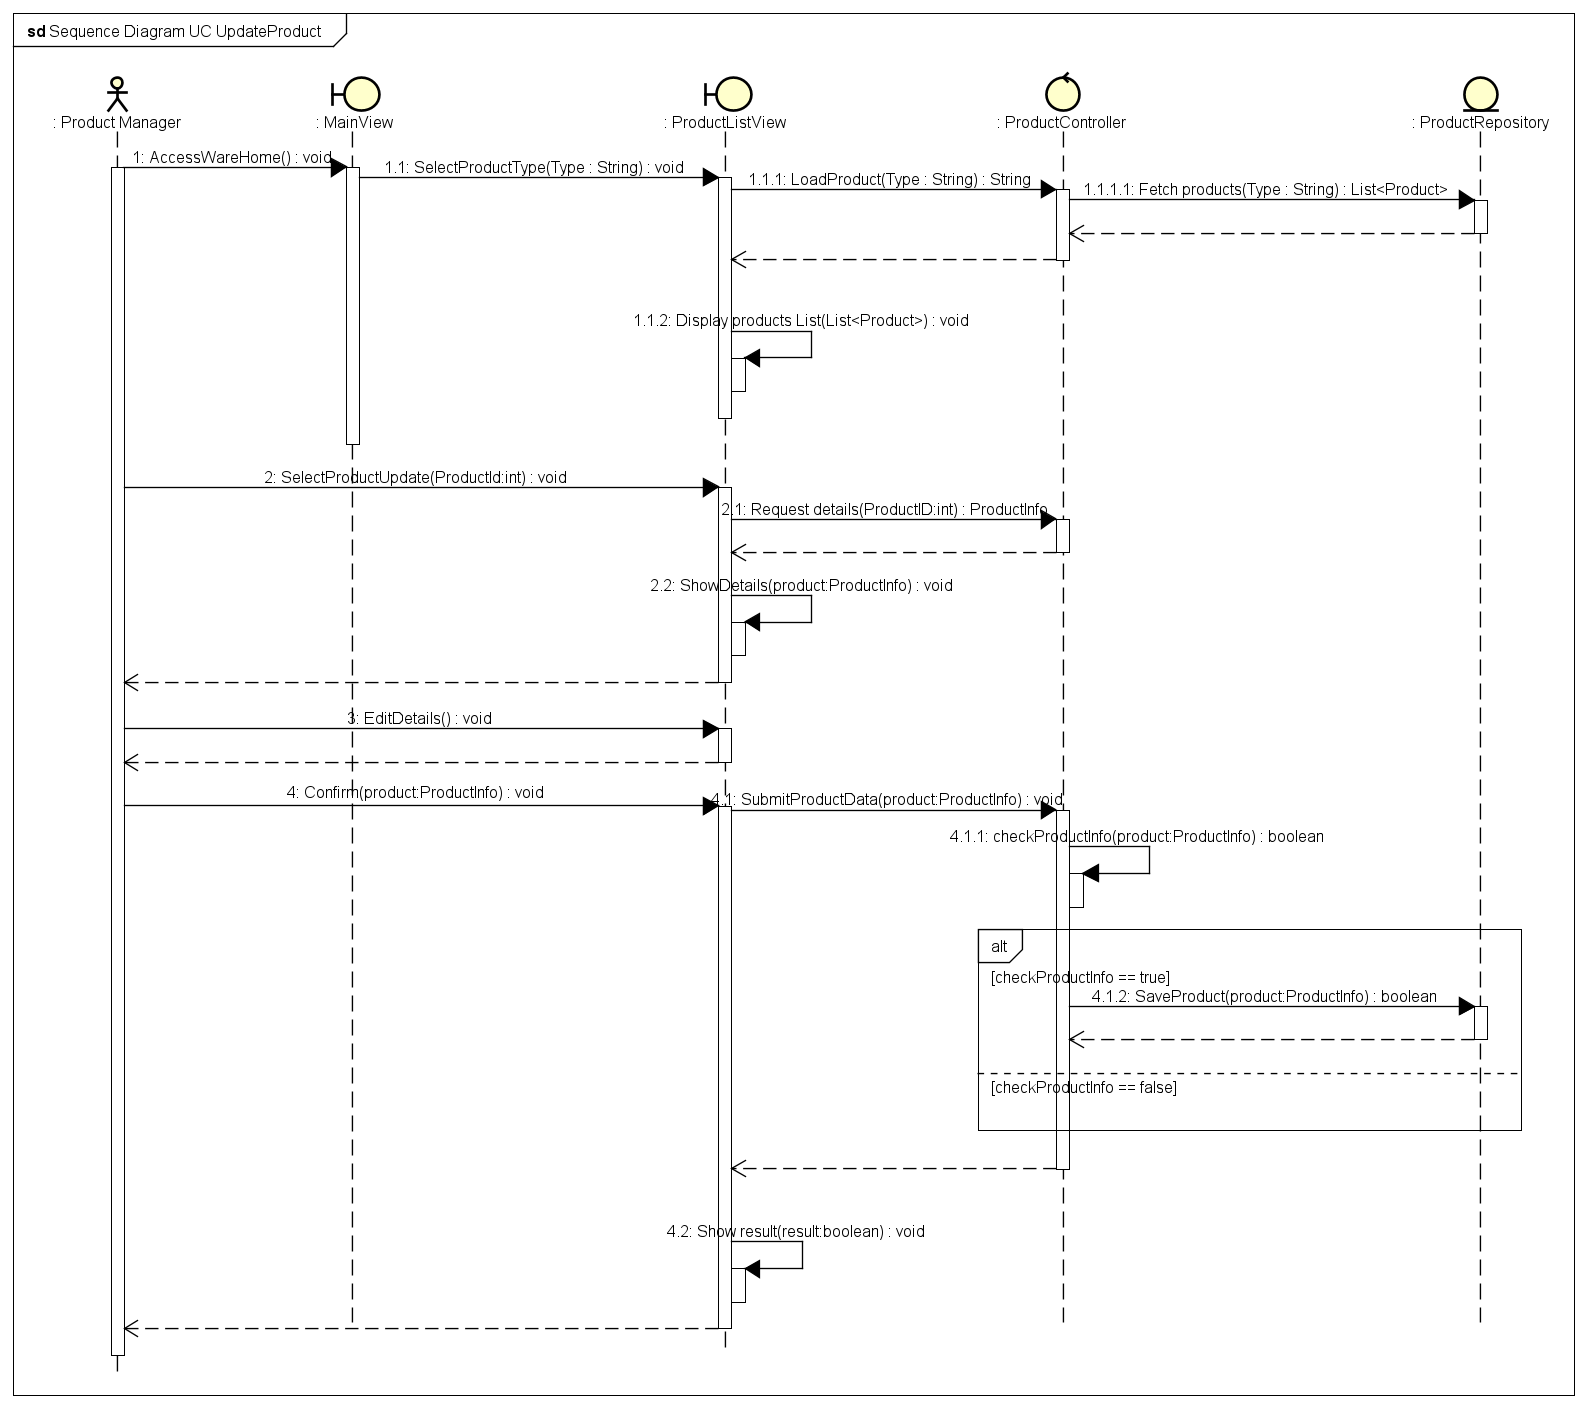 sd Sequence Diagram UC UpdateProduct
: Product Manager
: MainView
: ProductListView
: ProductController
: ProductRepository
1: AccessWareHome() : void
1.1: SelectProductType(Type : String) : void
1.1.1: LoadProduct(Type : String) : String
1.1.1.1: Fetch products(Type : String) : List<Product>
1.1.2: Display products List(List<Product>) : void
2: SelectProductUpdate(ProductId:int) : void
2.1: Request details(ProductID:int) : ProductInfo
2.2: ShowDetails(product:ProductInfo) : void
3: EditDetails() : void
4: Confirm(product:ProductInfo) : void
4.1: SubmitProductData(product:ProductInfo) : void
4.1.1: checkProductInfo(product:ProductInfo) : boolean
alt
[checkProductInfo == true]
4.1.2: SaveProduct(product:ProductInfo) : boolean
[checkProductInfo == false]
4.2: Show result(result:boolean) : void